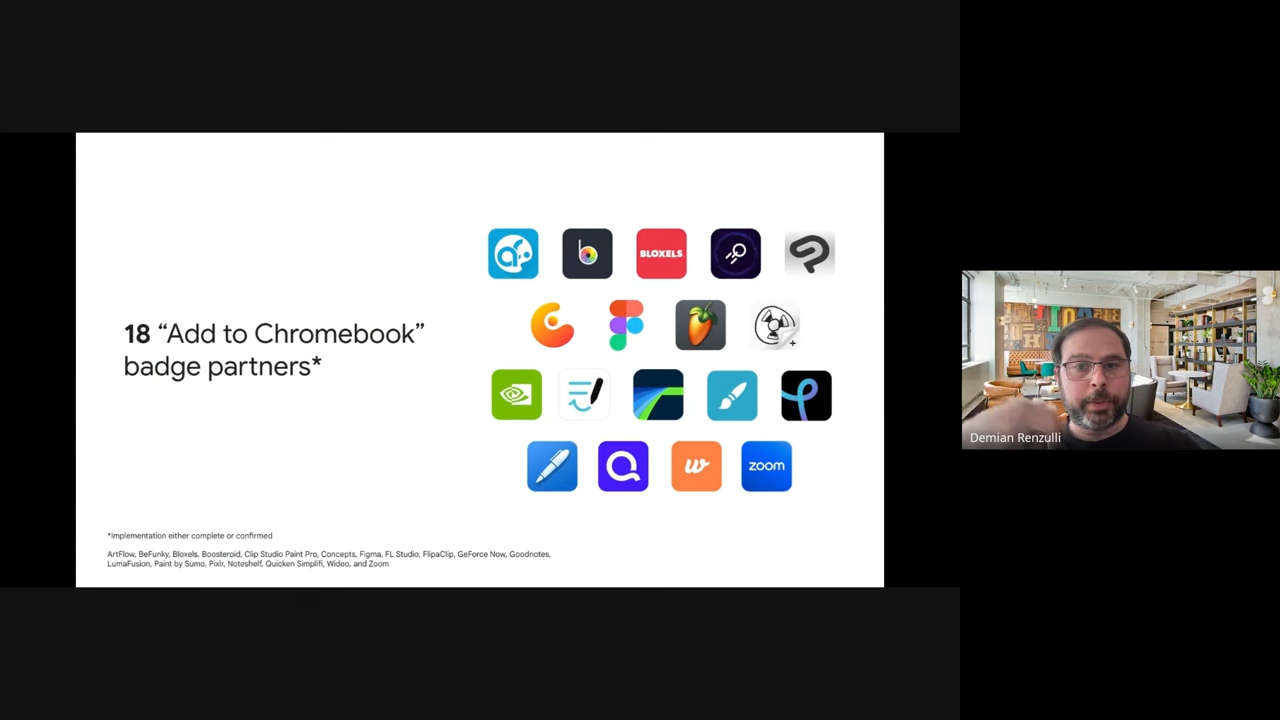 BLOXELS
18 “Add to Chromebook”
badge partners*
zoom
*Implementation either complete or confirmed
ArtFlow, BeFunky, Bloxels, Boosteroid, Clip Studio Paint Pro, Concepts, Figma, FL Studio, FlipaClip, GeForce Now, Goodnotes,
LumaFusion, Paint by Sumo, Pixlr, Noteshelf, Quicken Simplifi, Wideo, and Zoom
Demian Renzulli